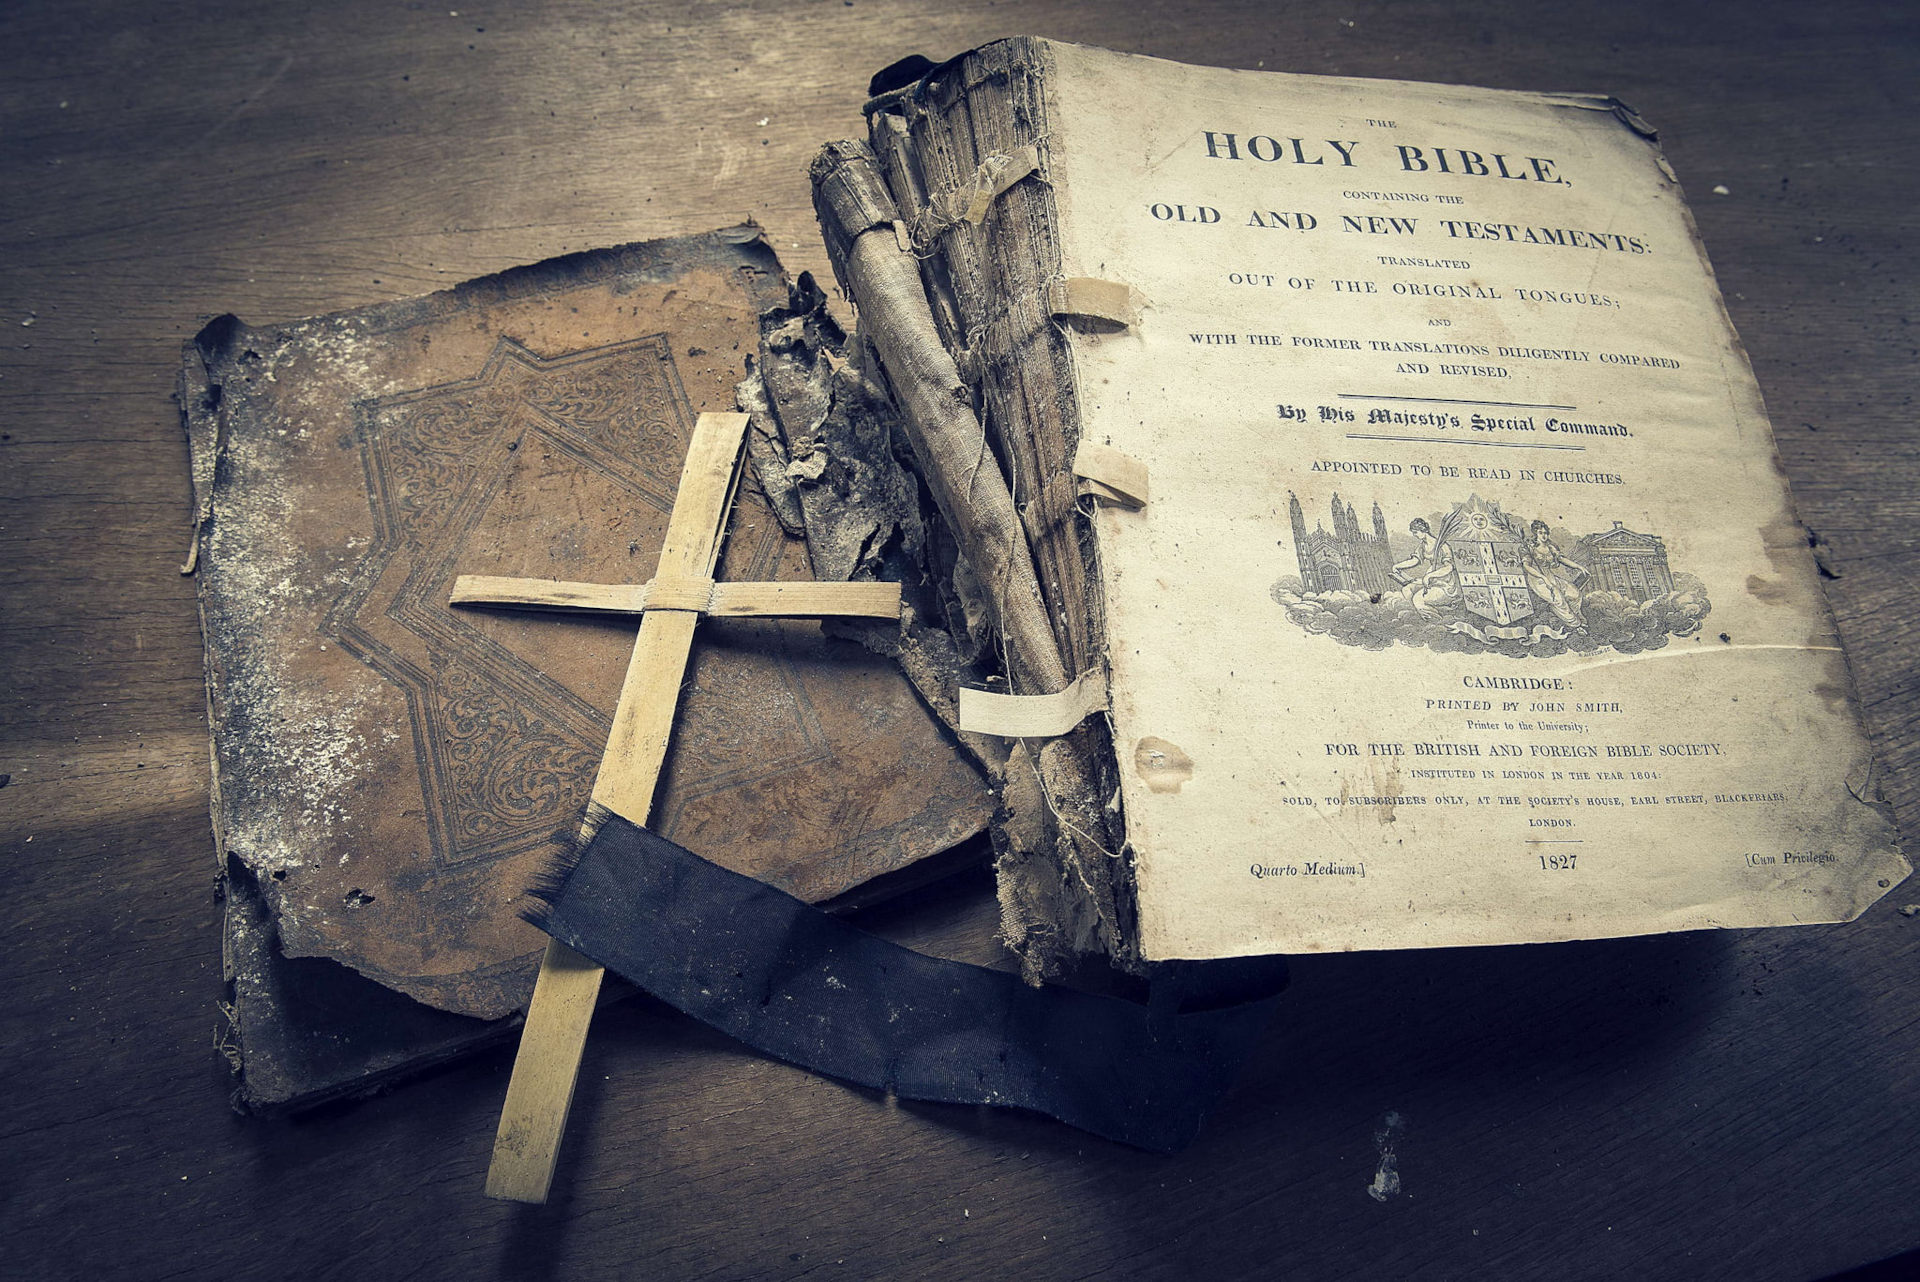 THE
HOLY BIBLE,
CONTAINING THE
OLD AND NEW TESTAMENTS:
TRANSLATED
OUT OF THE ORIGINAL TONGUES;
AND
WITH THE FORMER TRANSLATIONS DILIGENTLY COMPARED
AND REVISED,
By His Majesty's Special Command.
APPOINTED TO BE READ IN CHURCHES.
CAMBRIDGE:
PRINTED BY JOHN SMITH,
Printer to the University;
FOR THE BRITISH AND FOREIGN BIBLE SOCIETY,
INSTITUTED IN LONDON IN THE YEAR 1804:
SOLD, TO SUBSCRIBERS ONLY, AT THE SOCIETY'S HOUSE, EARL STREET, BLACKFRIARS,
LONDON.
1827
Quarto Medium.] [Cum Privilegio.